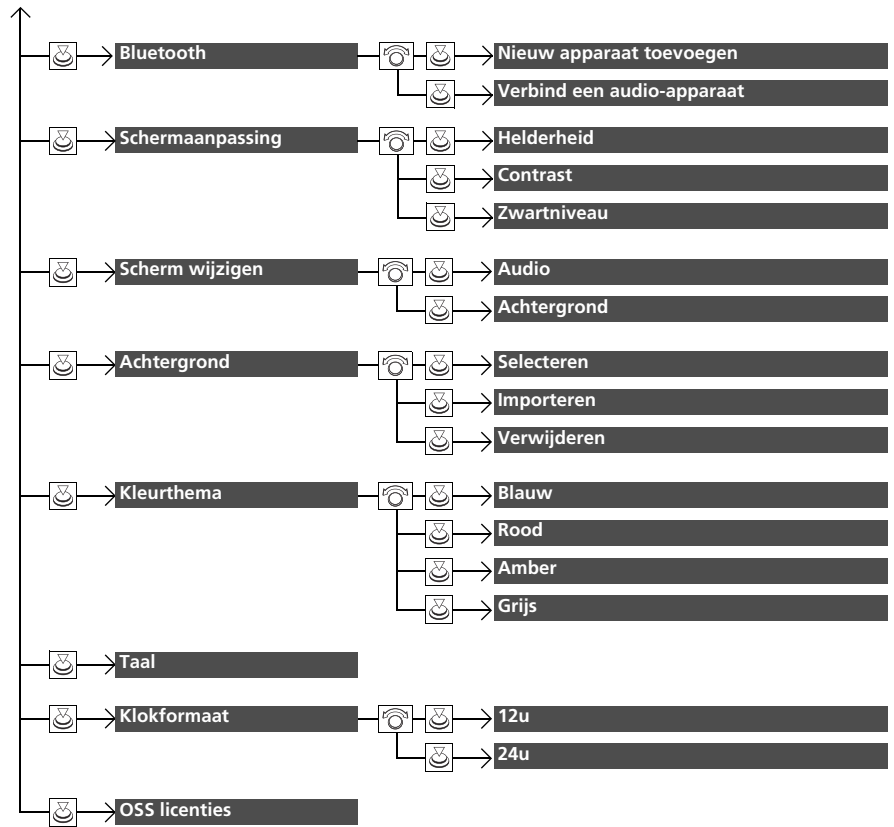 Bluetooth
Nieuw apparaat toevoegen
Verbind een audio-apparaat
Schermaanpassing
Helderheid
Contrast
Zwartniveau
Scherm wijzigen
Audio
Achtergrond
Achtergrond
Selecteren
Importeren
Verwijderen
Kleurthema
Blauw
Rood
Amber
Grijs
Taal
Klokformaat
12u
24u
OSS licenties